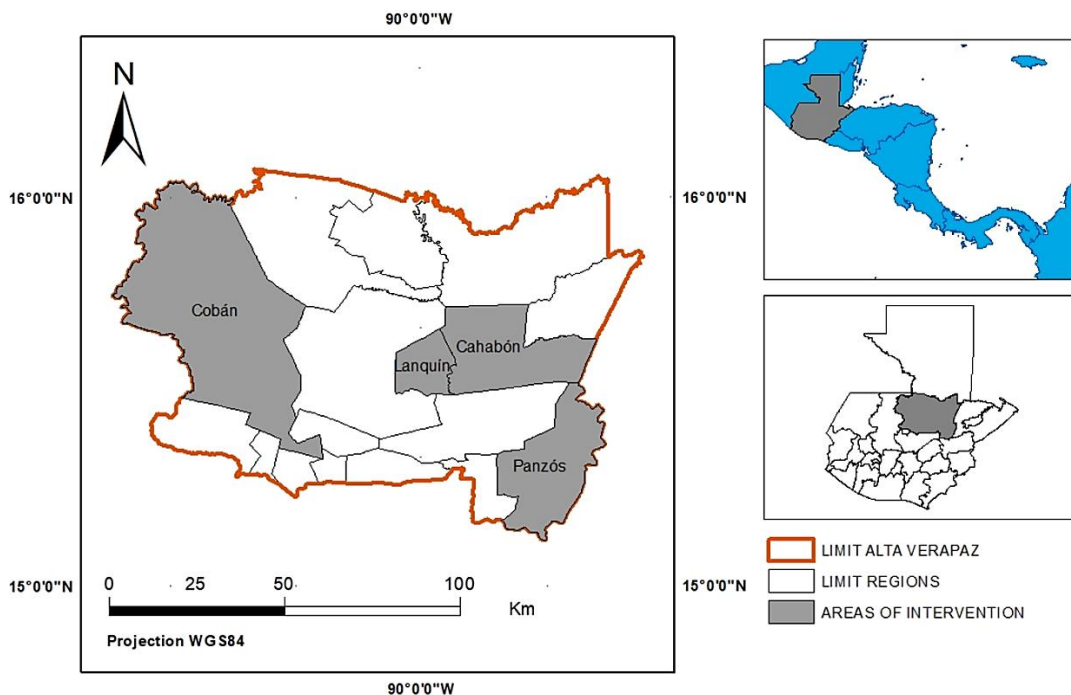 90°0'0"W
N
16°0'0"N
16°0'0"N
Cobán
Cahabón
Lanquín
Panzós
15°0'0"N
15°0'0"N
0 25 50 100
Km
Projection WGS84
90°0'0"W
LIMIT ALTA VERAPAZ
LIMIT REGIONS
AREAS OF INTERVENTION